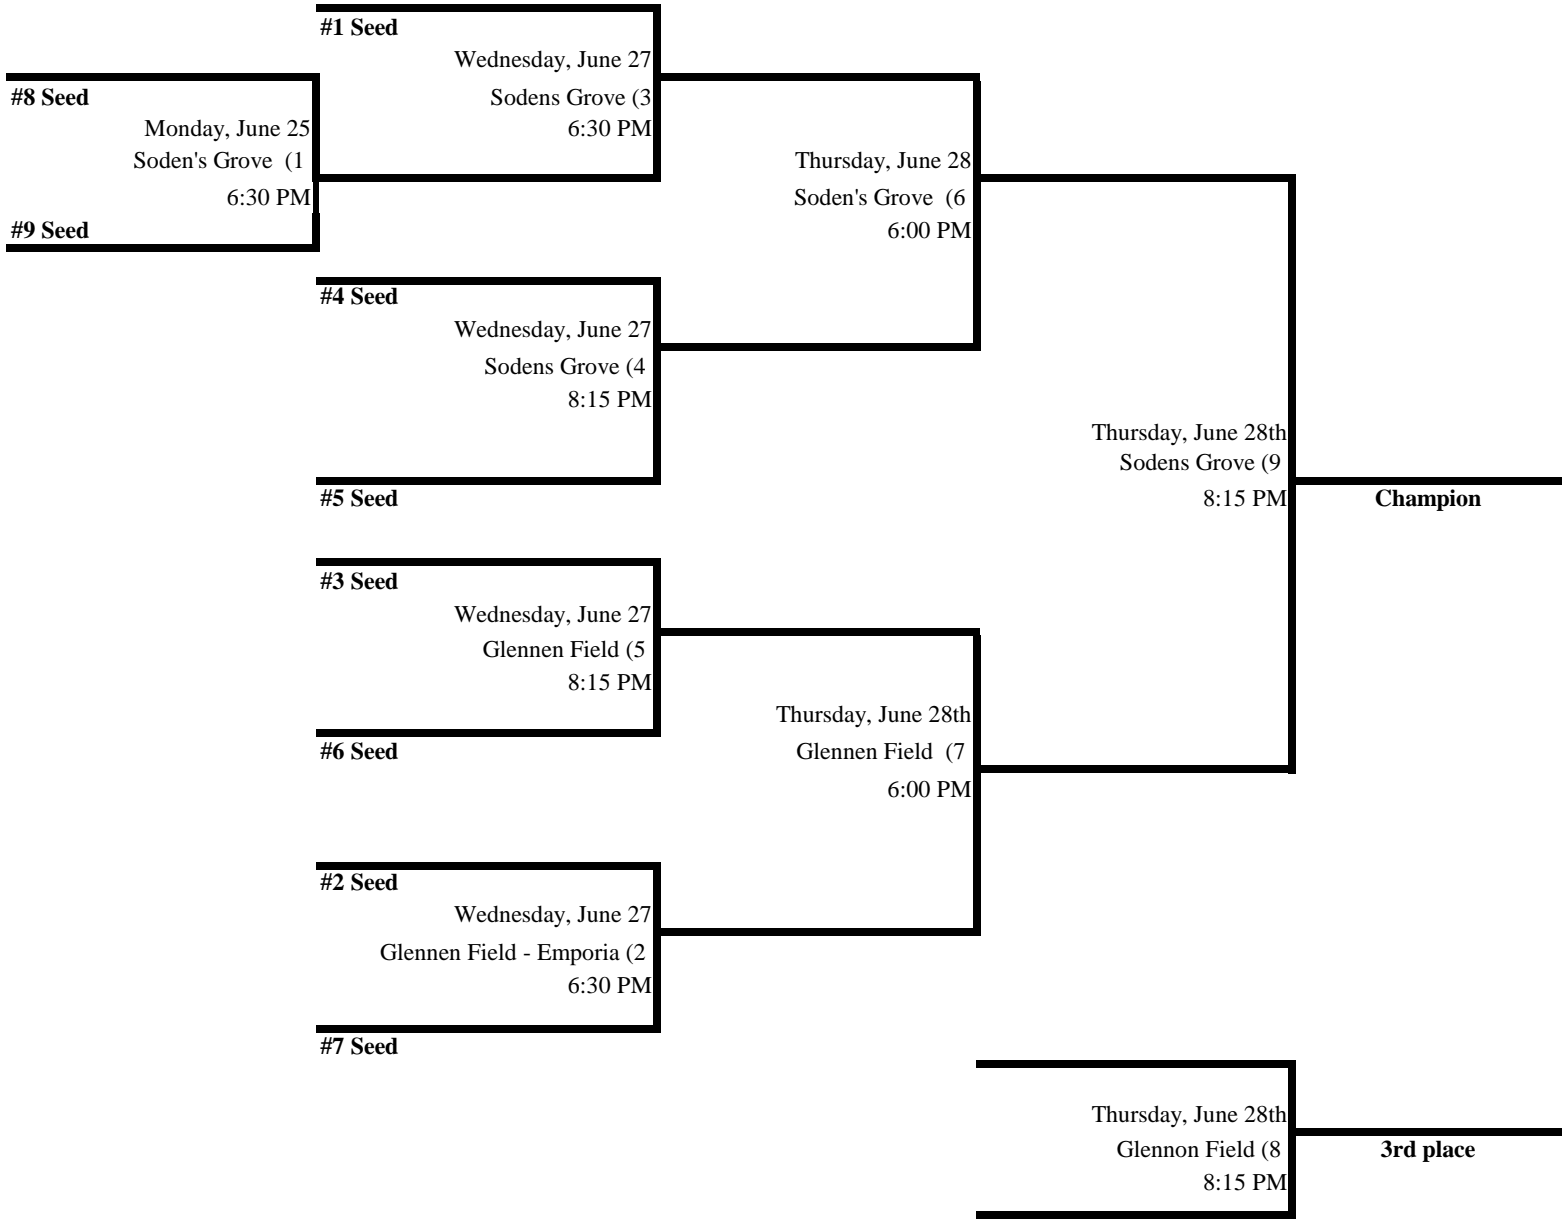 #1 Seed
Wednesday, June 27
Sodens Grove (3
6:30 PM
#8 Seed
Monday, June 25
Soden's Grove  (1
6:30 PM
#9 Seed
Thursday, June 28
Soden's Grove  (6
6:00 PM
#4 Seed
Wednesday, June 27
Sodens Grove (4
8:15 PM
#5 Seed
Thursday, June 28th
Sodens Grove (9
8:15 PM
Champion
#3 Seed
Wednesday, June 27
Glennen Field (5
8:15 PM
#6 Seed
Thursday, June 28th
Glennen Field  (7
6:00 PM
#2 Seed
Wednesday, June 27
Glennen Field - Emporia (2
6:30 PM
#7 Seed
Thursday, June 28th
Glennon Field (8
8:15 PM
3rd place